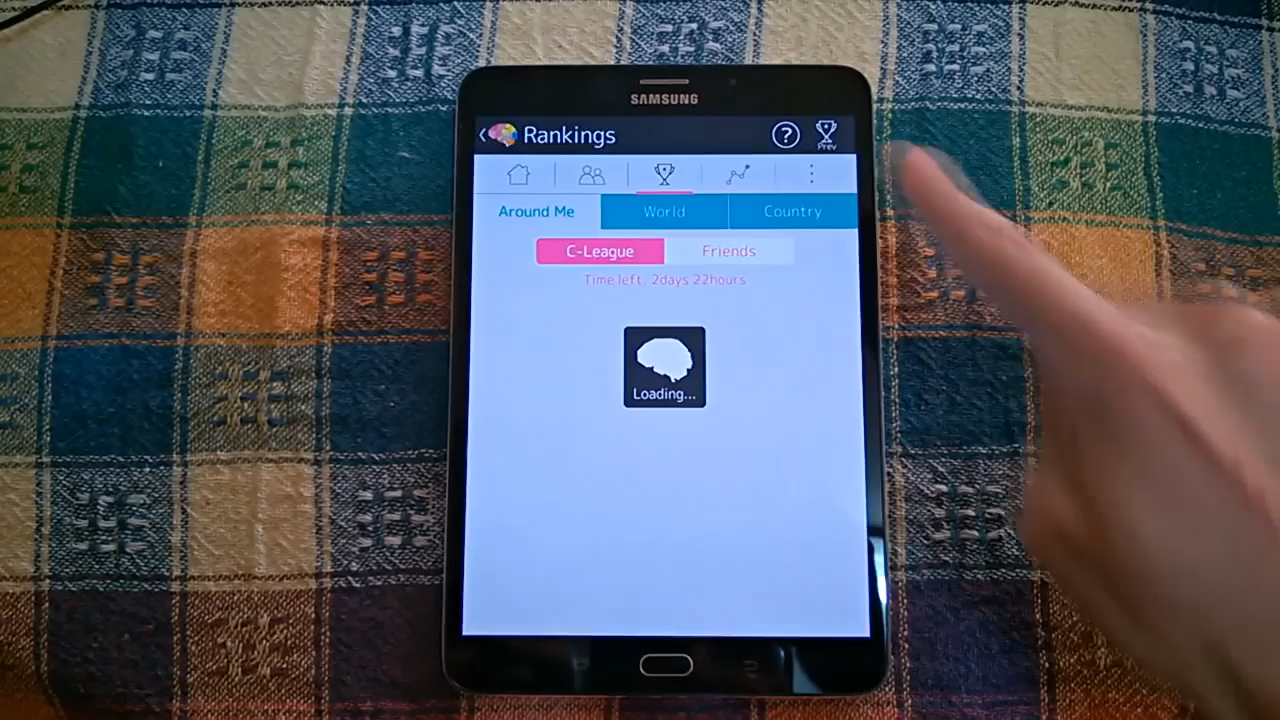 SAMSUNG
Rankings
?
Prev
Around Me
World
Country
C-League
Friends
Time left: 2days 22hours
Loading...